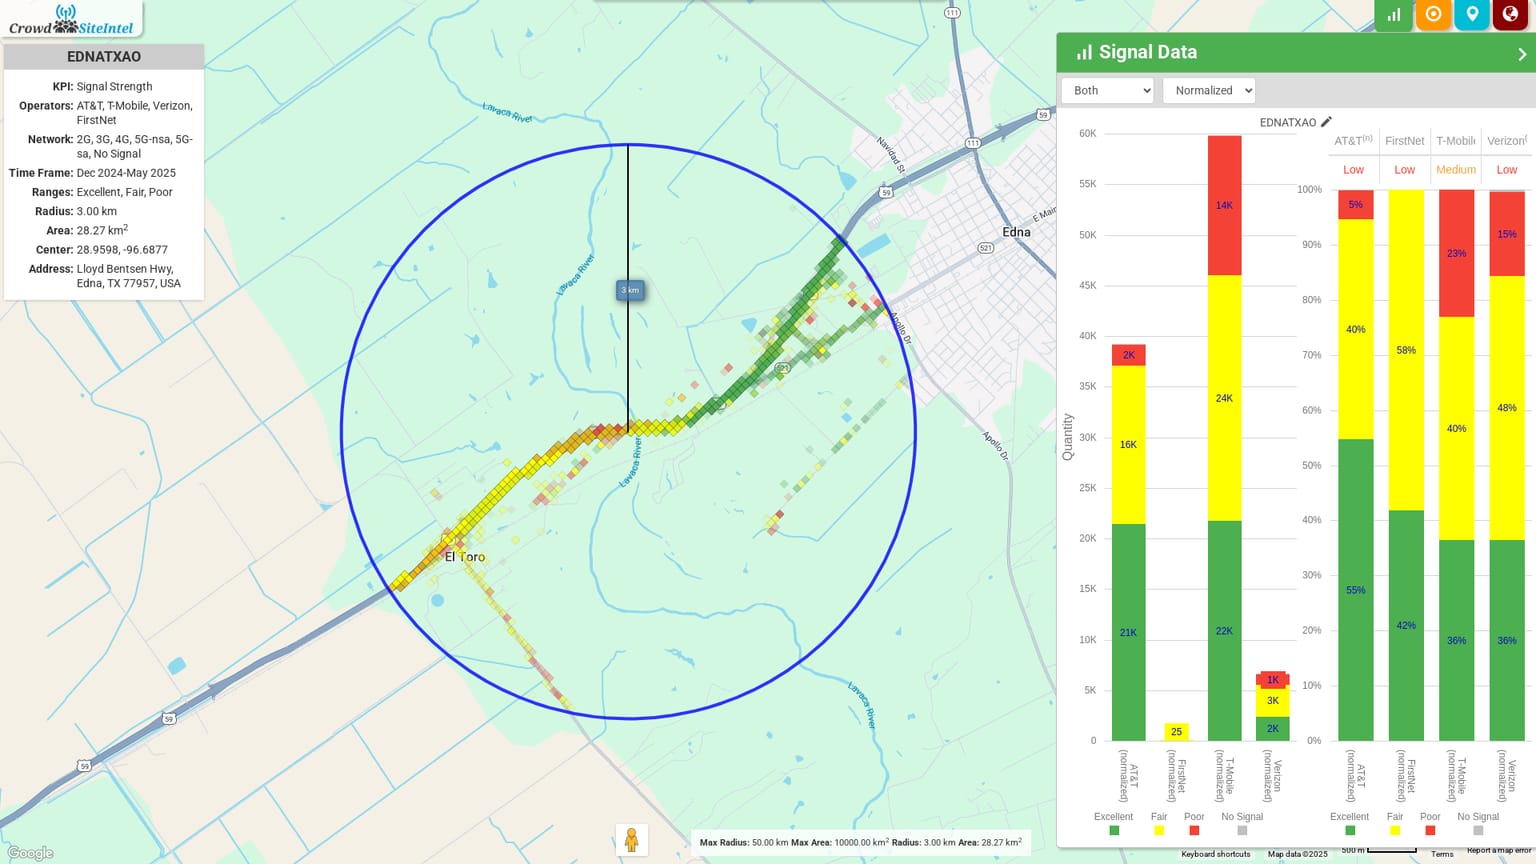 Crowd SiteIntel
EDNATXAO
KPI: Signal Strength
Operators: AT&T, T-Mobile, Verizon,
FirstNet
Network: 2G, 3G, 4G, 5G-nsa, 5G-
sa, No Signal
Time Frame: Dec 2024-May 2025
Ranges: Excellent, Fair, Poor
Radius: 3.00 km
Area: 28.27 km2
Center: 28.9598, -96.6877
Address: Lloyd Bentsen Hwy,
Edna, TX 77957, USA
111
Lavaca River
59
Navidad St
111
59
E Main
Edna
521
Lavaca River
3 km
Apollo Dr
521
Apollo Dr
Lavaca River
El Toro
Lavaca River
59
59
Google
Max Radius: 50.00 km Max Area: 10000.00 km2 Radius: 3.00 km Area: 28.27 km2
Signal Data
Both
Normalized
EDNATXAO
Quantity
60K
55K
50K
45K
40K
35K
30K
25K
20K
15K
10K
5K
0
2K
16K
21K
25
14K
24K
22K
1K
3K
2K
AT&T (normalized)
FirstNet (normalized)
T-Mobile (normalized)
Verizon (normalized)
Excellent
Fair
Poor
No Signal
AT&T(n)
FirstNet
T-Mobile
Verizon(
Low
Low
Medium
Low
100%
90%
80%
70%
60%
50%
40%
30%
20%
10%
0%
5%
40%
55%
58%
42%
23%
40%
36%
15%
48%
36%
AT&T (normalized)
FirstNet (normalized)
T-Mobile (normalized)
Verizon (normalized)
Excellent
Fair
Poor
No Signal
Keyboard shortcuts
Map data ©2025
500 m
Terms
Report a map error